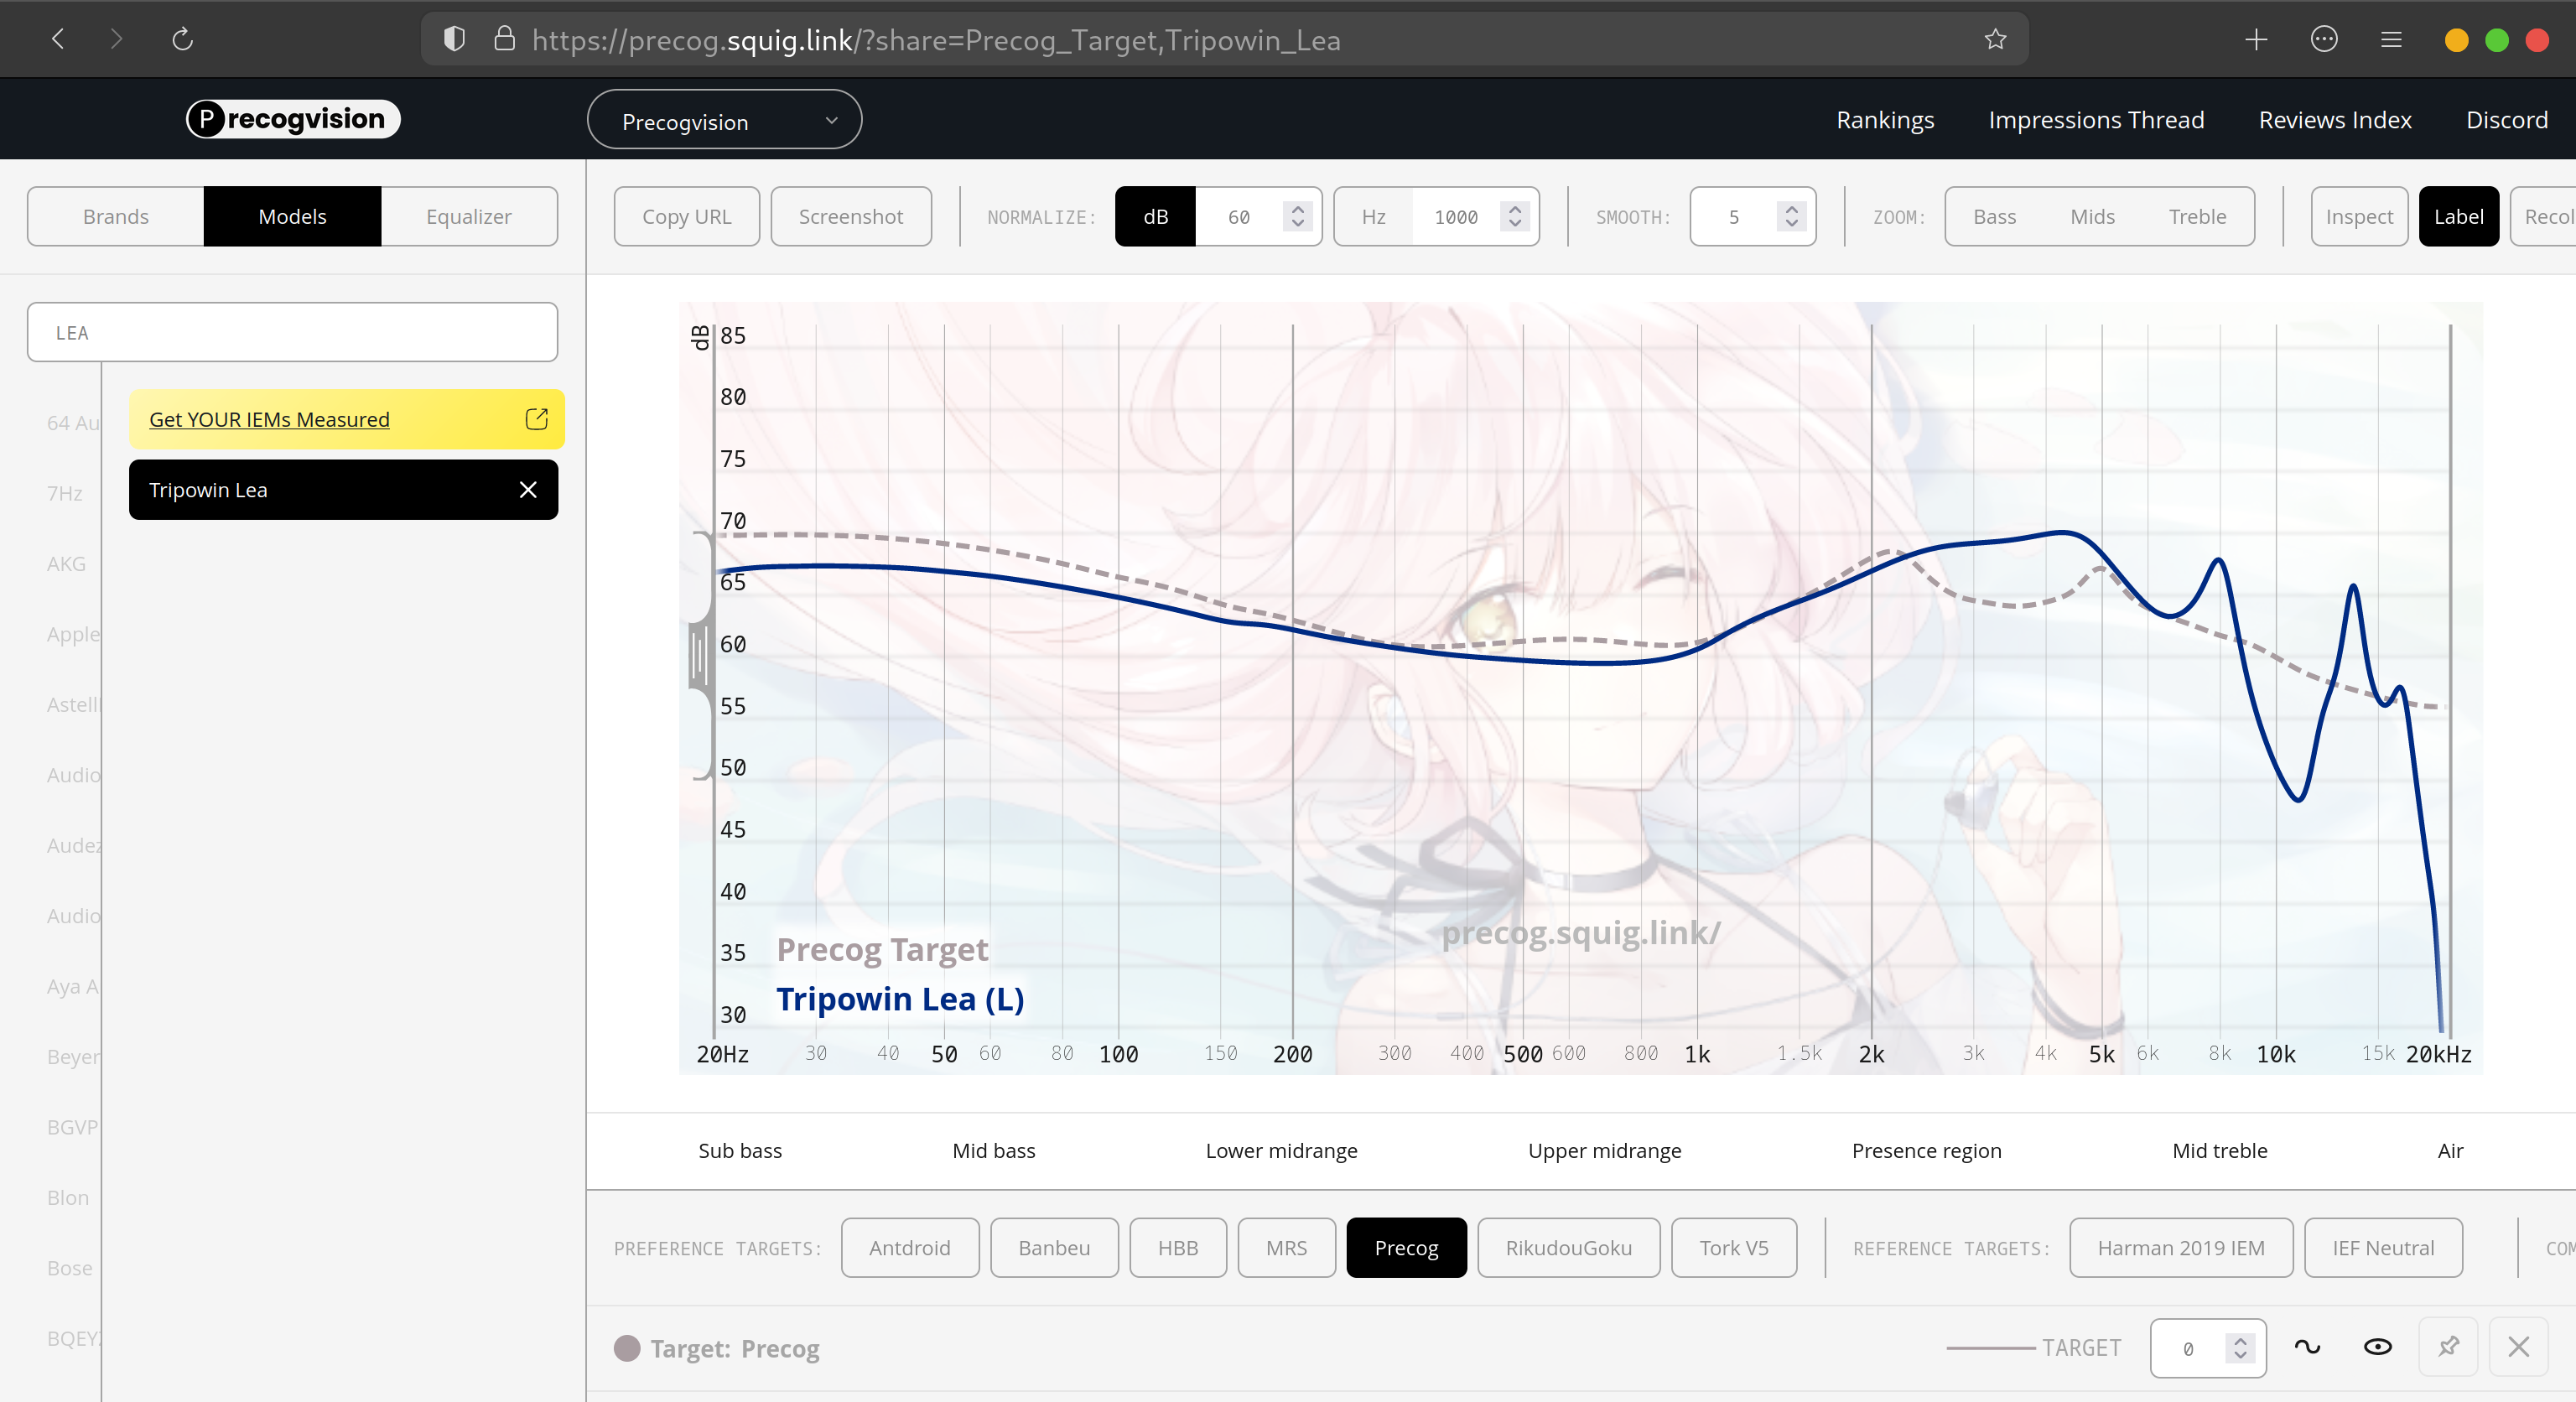 https://precog.squig.link/?share=Precog_Target,Tripowin_Lea
Precogvision
Precogvision
Rankings
Impressions Thread
Reviews Index
Discord
Brands
Models
Equalizer
Copy URL
Screenshot
NORMALIZE:
dB
60
Hz
1000
SMOOTH:
5
ZOOM:
Bass
Mids
Treble
Inspect
Label
Recol
LEA
64 Au
7Hz
AKG
Apple
Astell
Audio
Audez
Audio
Aya A
Beyer
BGVP
Blon
Bose
BQEYZ
Get YOUR IEMs Measured
Tripowin Lea
dB
85
80
75
70
65
60
55
50
45
40
35
30
precog.squig.link/
Precog Target
Tripowin Lea (L)
20Hz 30 40 50 60 80 100 150 200 300 400 500 600 800 1k 1.5k 2k 3k 4k 5k 6k 8k 10k 15k 20kHz
Sub bass
Mid bass
Lower midrange
Upper midrange
Presence region
Mid treble
Air
PREFERENCE TARGETS:
Antdroid
Banbeu
HBB
MRS
Precog
RikudouGoku
Tork V5
REFERENCE TARGETS:
Harman 2019 IEM
IEF Neutral
COM
Target: Precog
TARGET
0